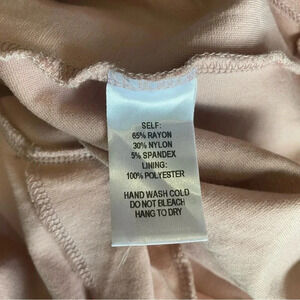 SELF:
65% RAYON
30% NYLON
5% SPANDEX
LINING:
100% POLYESTER
HAND WASH COLD
DO NOT BLEACH
HANG TO DRY